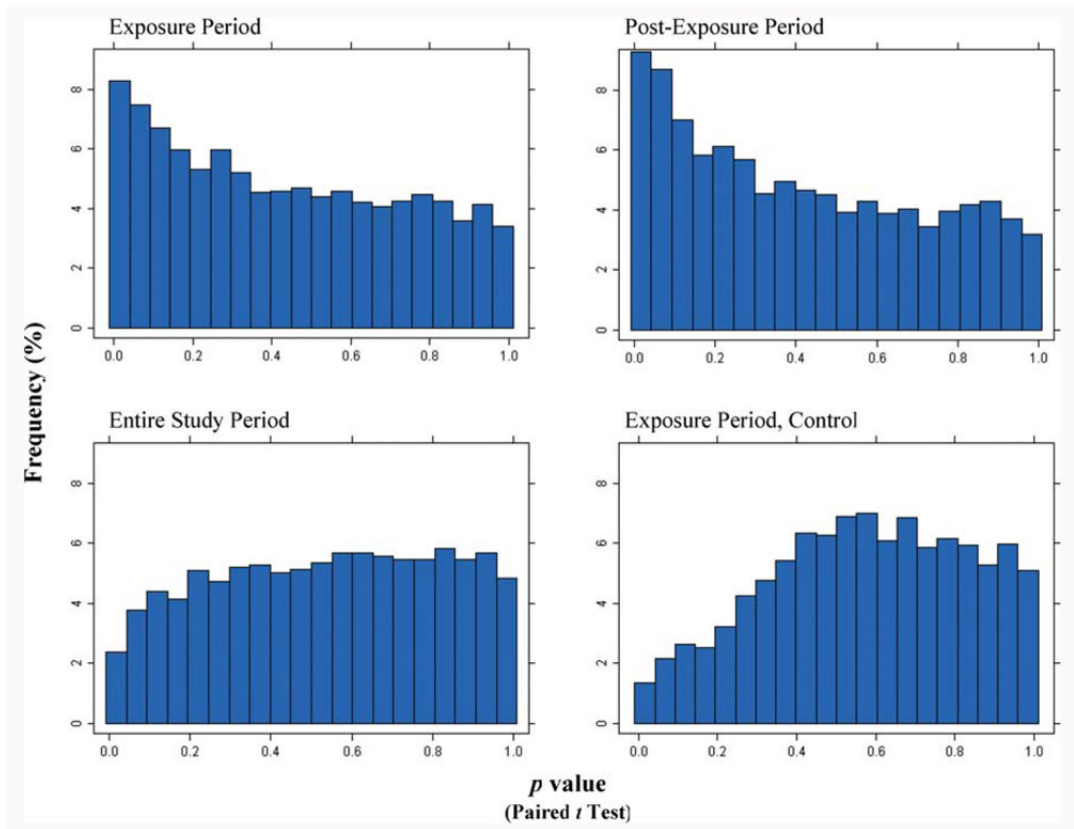 Exposure Period
Post-Exposure Period
8
6
4
2
0
0.0 0.2 0.4 0.6 0.8 1.0
8
6
4
2
0
0.0 0.2 0.4 0.6 0.8 1.0
Frequency (%)
Entire Study Period
Exposure Period, Control
8
6
4
2
0
0.0 0.2 0.4 0.6 0.8 1.0
8
6
4
2
0
0.0 0.2 0.4 0.6 0.8 1.0
p value
(Paired t Test)